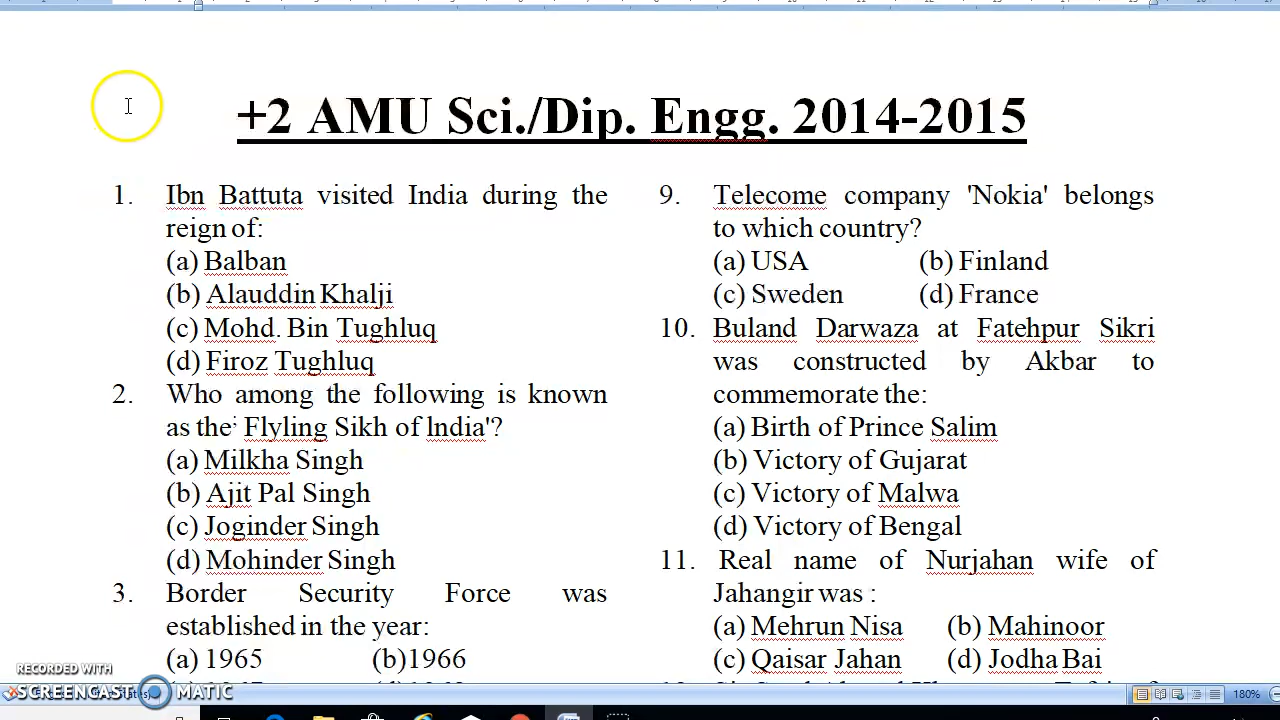 +2 AMU Sci./Dip. Engg. 2014-2015
1. Ibn Battuta visited India during the
reign of:
(a) Balban
(b) Alauddin Khalji
(c) Mohd. Bin Tughluq
(d) Firoz Tughluq
2. Who among the following is known
as the' Flyling Sikh of lndia'?
(a) Milkha Singh
(b) Ajit Pal Singh
(c) Joginder Singh
(d) Mohinder Singh
3. Border Security Force was
established in the year:
(a) 1965 (b)1966
9. Telecome company 'Nokia' belongs
to which country?
(a) USA (b) Finland
(c) Sweden (d) France
10. Buland Darwaza at Fatehpur Sikri
was constructed by Akbar to
commemorate the:
(a) Birth of Prince Salim
(b) Victory of Gujarat
(c) Victory of Malwa
(d) Victory of Bengal
11. Real name of Nurjahan wife of
Jahangir was :
(a) Mehrun Nisa (b) Mahinoor
(c) Qaisar Jahan (d) Jodha Bai
RECORDED WITH
SCREENCAST MATIC
180%